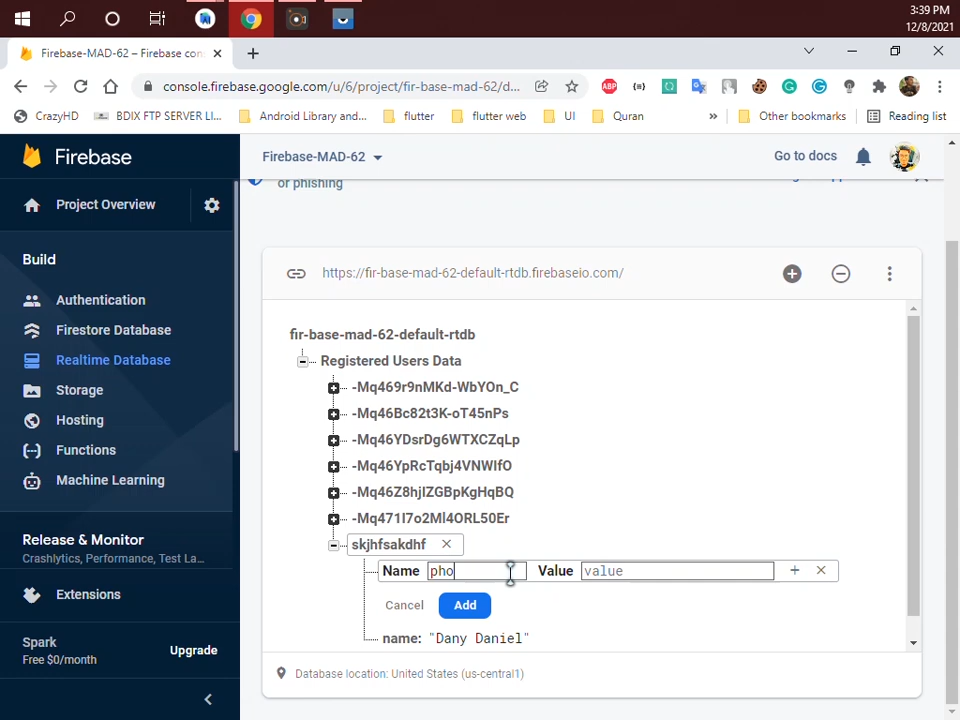 3:39 PM
12/8/2021
Firebase-MAD-62 – Firebase con
console.firebase.google.com/u/6/project/fir-base-mad-62/d...
ABP
CrazyHD
BDIX FTP SERVER LI...
Android Library and...
flutter
flutter web
UI
Quran
»
Other bookmarks
Reading list
Firebase
Firebase-MAD-62
Go to docs
or phishing
Project Overview
Build
Authentication
Firestore Database
Realtime Database
Storage
Hosting
Functions
Machine Learning
Release & Monitor
Crashlytics, Performance, Test La...
Extensions
Spark
Free $0/month
Upgrade
https://fir-base-mad-62-default-rtdb.firebaseio.com/
fir-base-mad-62-default-rtdb
Registered Users Data
-Mq469r9nMKd-WbYOn_C
-Mq46Bc82t3K-oT45nPs
-Mq46YDsrDg6WTXCZqLp
-Mq46YpRcTqbj4VNWIfO
-Mq46Z8hjIZGBpKgHqBQ
-Mq471I7o2Ml4ORL50Er
skjhfsakdhf
Name pho Value value
Cancel Add
name: "Dany Daniel"
Database location: United States (us-central1)